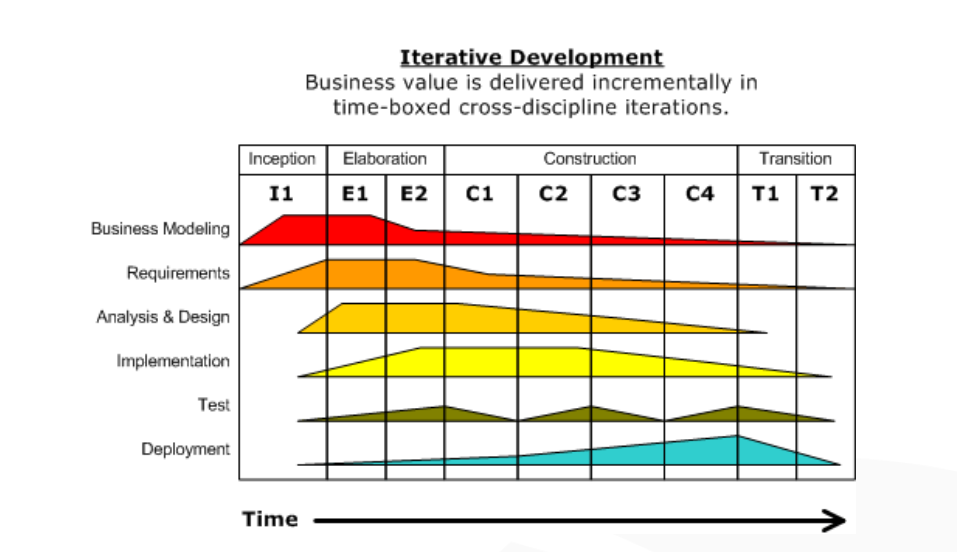 Iterative Development
Business value is delivered incrementally in
time-boxed cross-discipline iterations.
Inception Elaboration Construction Transition
I1 E1 E2 C1 C2 C3 C4 T1 T2
Business Modeling
Requirements
Analysis & Design
Implementation
Test
Deployment
Time